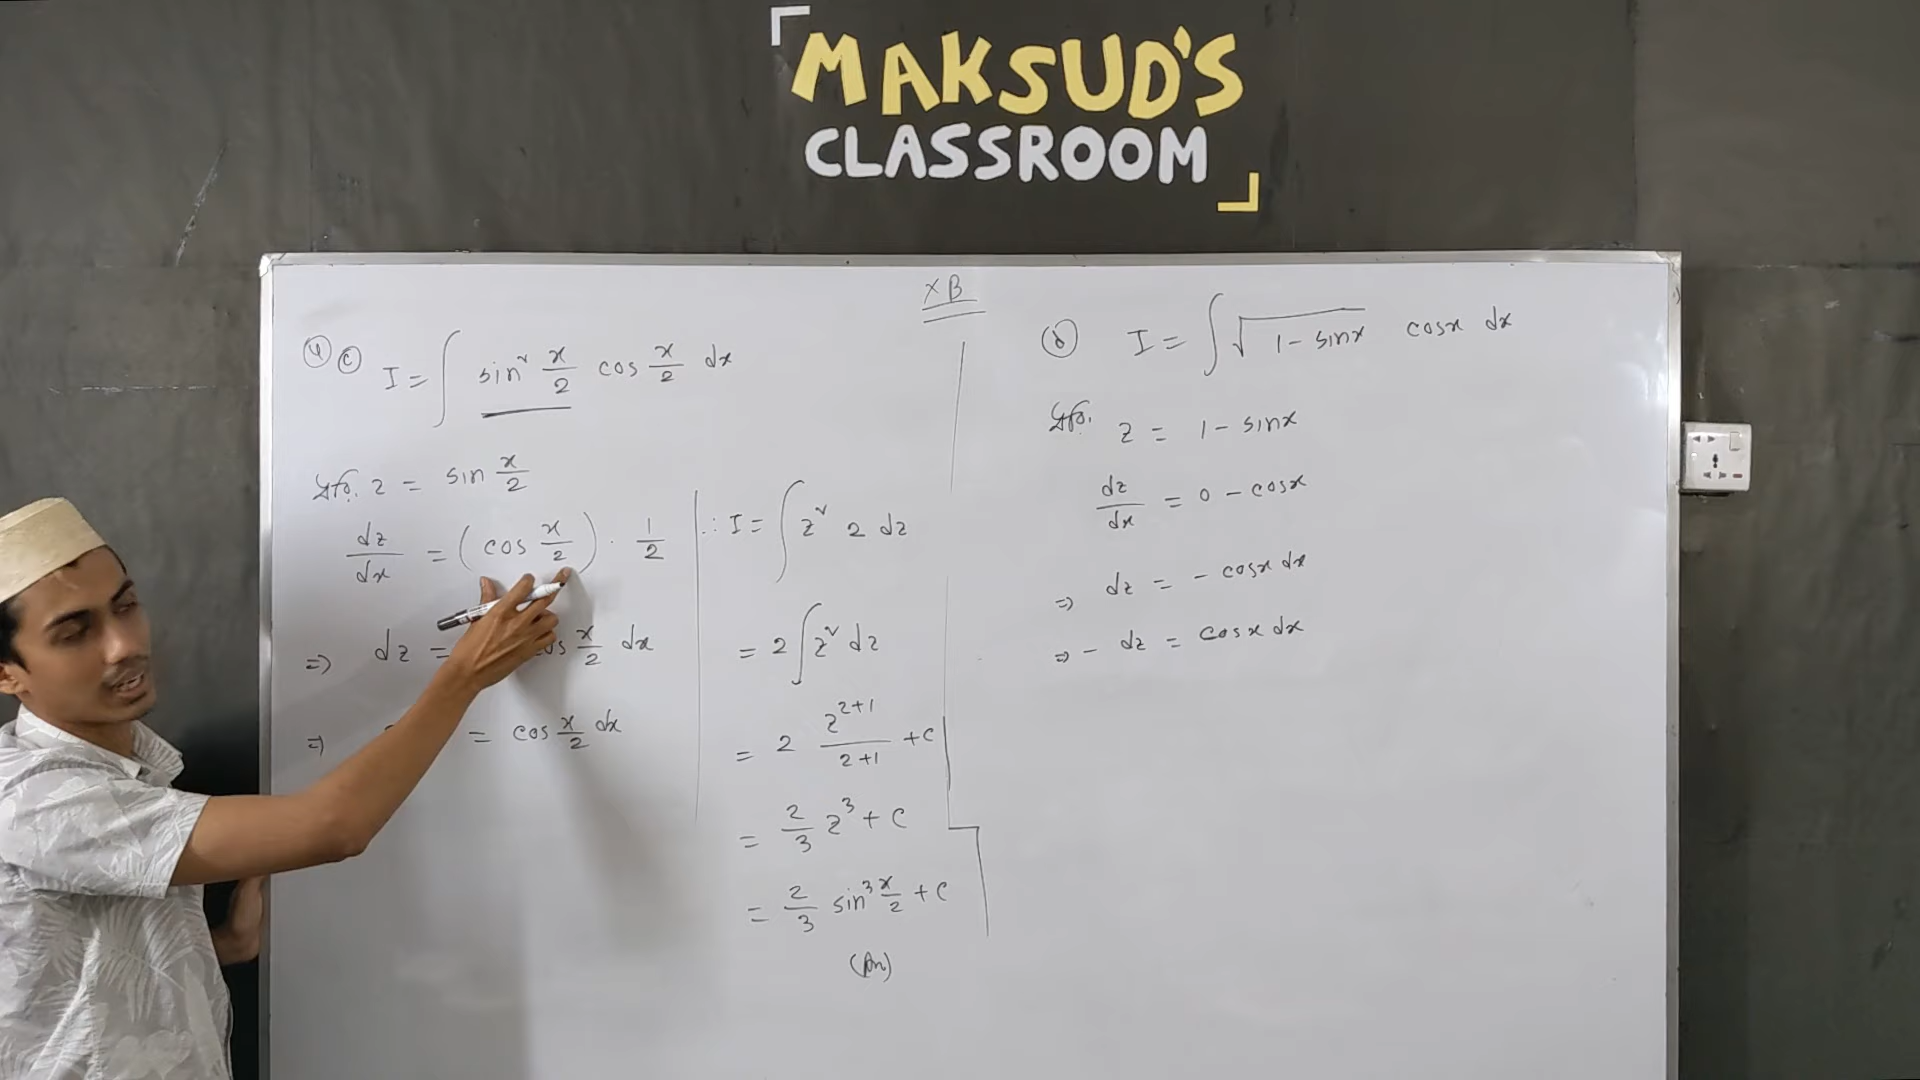 MAKSUD'S
CLASSROOM
XB
4 c I = ∫ sin² x/2 cos x/2 dx
ধরি, z = sin x/2
dz/dx = (cos x/2) · 1/2
⇒ dz = cos x/2 dx
⇒ = cos x/2 dx
∴ I = ∫ z² 2 dz
= 2 ∫ z² dz
= 2 z^(2+1)/(2+1) + c
= 2/3 z³ + c
= 2/3 sin³ x/2 + c
(An)
d I = ∫ √(1 - sinx) cosx dx
ধরি, z = 1 - sinx
dz/dx = 0 - cosx
⇒ dz = - cosx dx
⇒ - dz = cosx dx